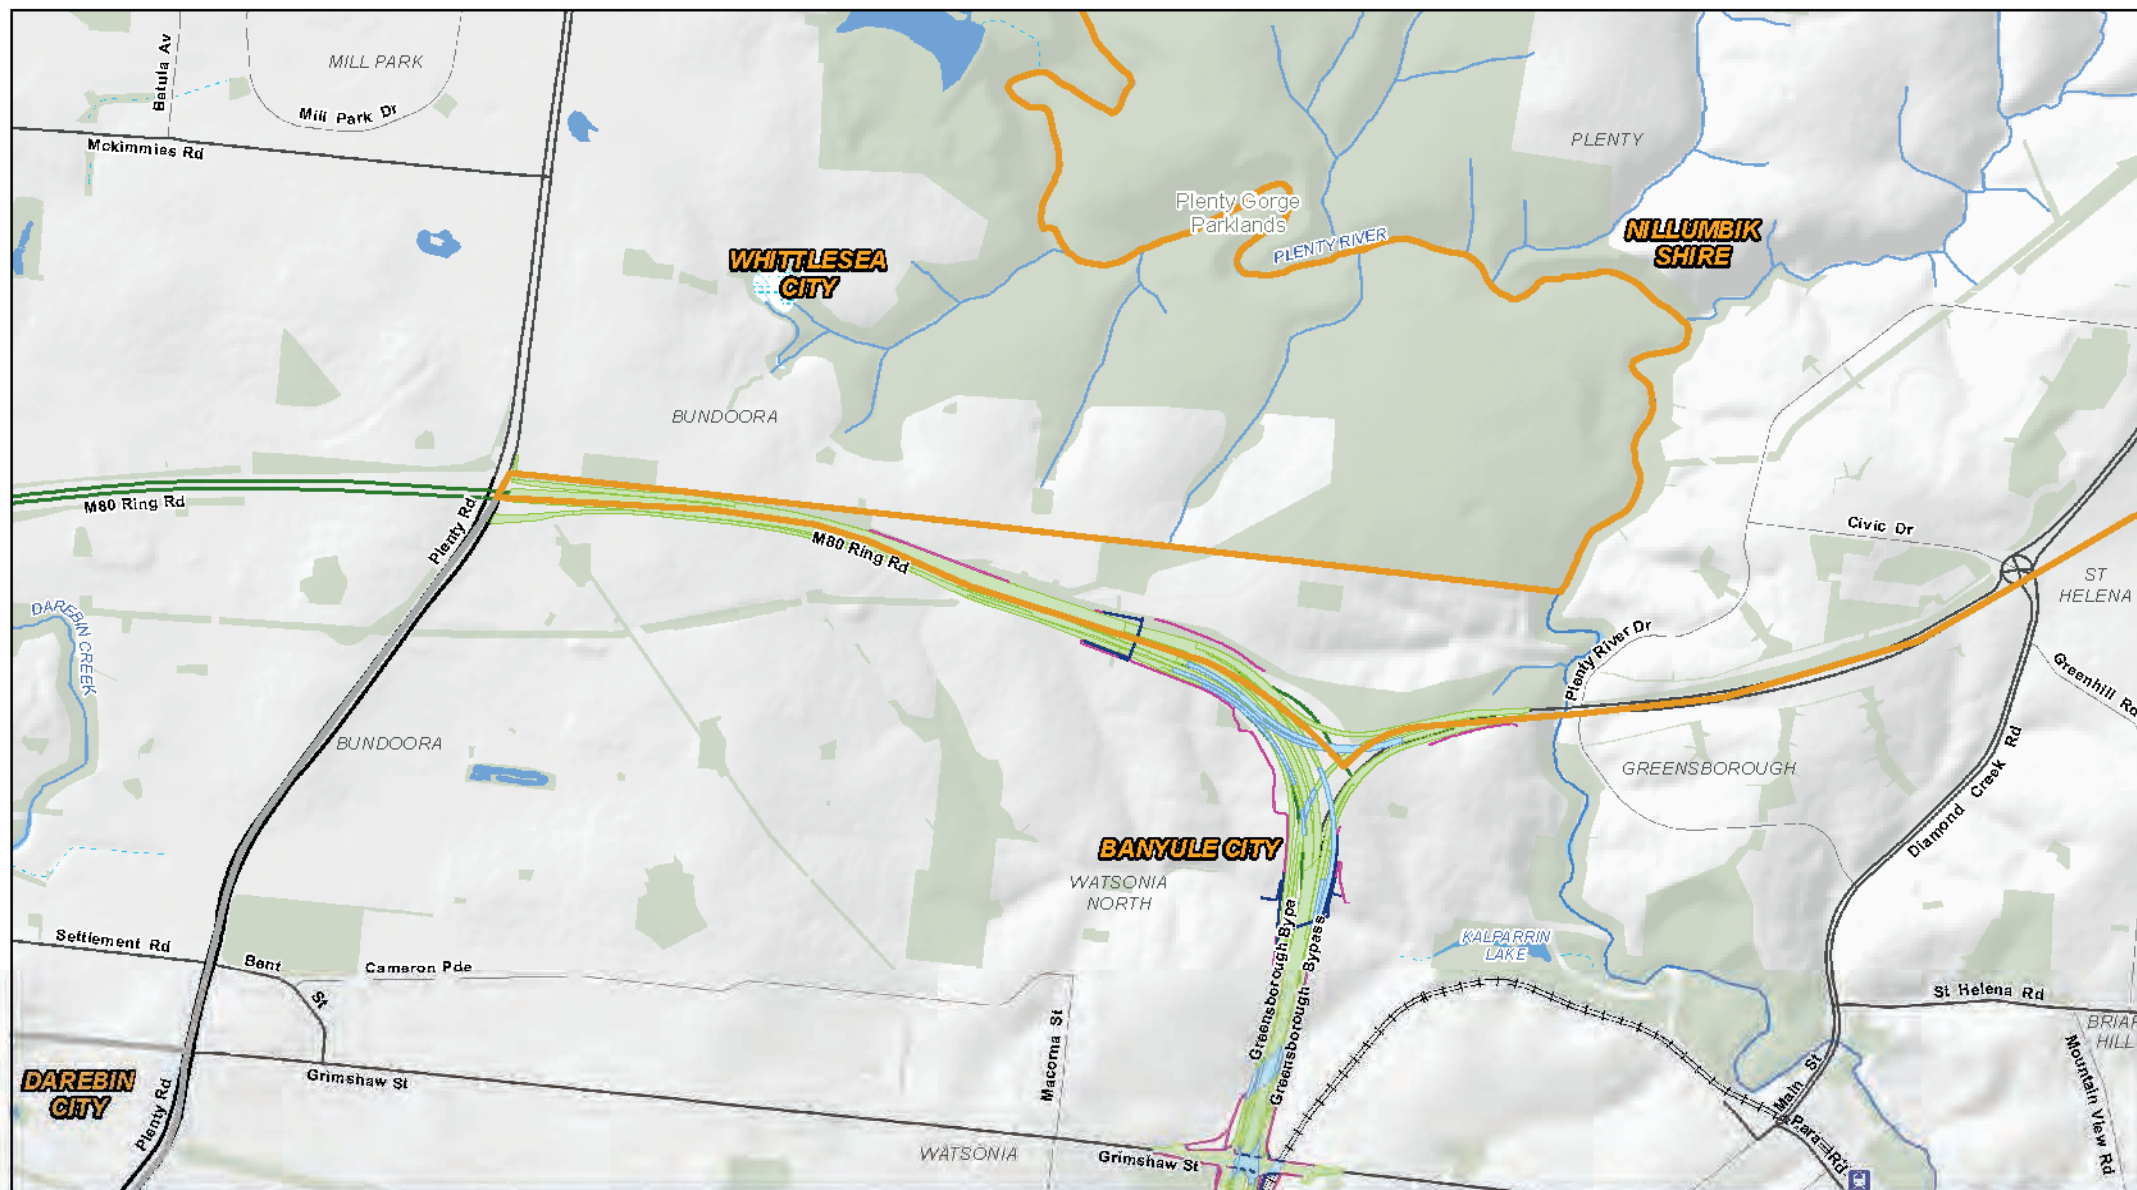 Betula Av
MILL PARK
Mill Park Dr
Mckimmies Rd
PLENTY
Plenty Gorge
Parklands
PLENTY RIVER
NILLUMBIK
SHIRE
WHITTLESEA
CITY
BUNDOORA
M80 Ring Rd
Plenty Rd
M80 Ring Rd
Civic Dr
ST
HELENA
DAREBIN CREEK
Plenty River Dr
Greenhill Rd
BUNDOORA
GREENSBOROUGH
Diamond Creek Rd
BANYULE CITY
WATSONIA
NORTH
Settlement Rd
Bent St
Cameron Pde
Greensborough Bypa
Greensborough Bypass
KALPARRIN
LAKE
St Helena Rd
BRIAR
HILL
Macorna St
DAREBIN
CITY
Plenty Rd
Grimshaw St
Main St
Para Rd
Mountain View Rd
WATSONIA
Grimshaw St